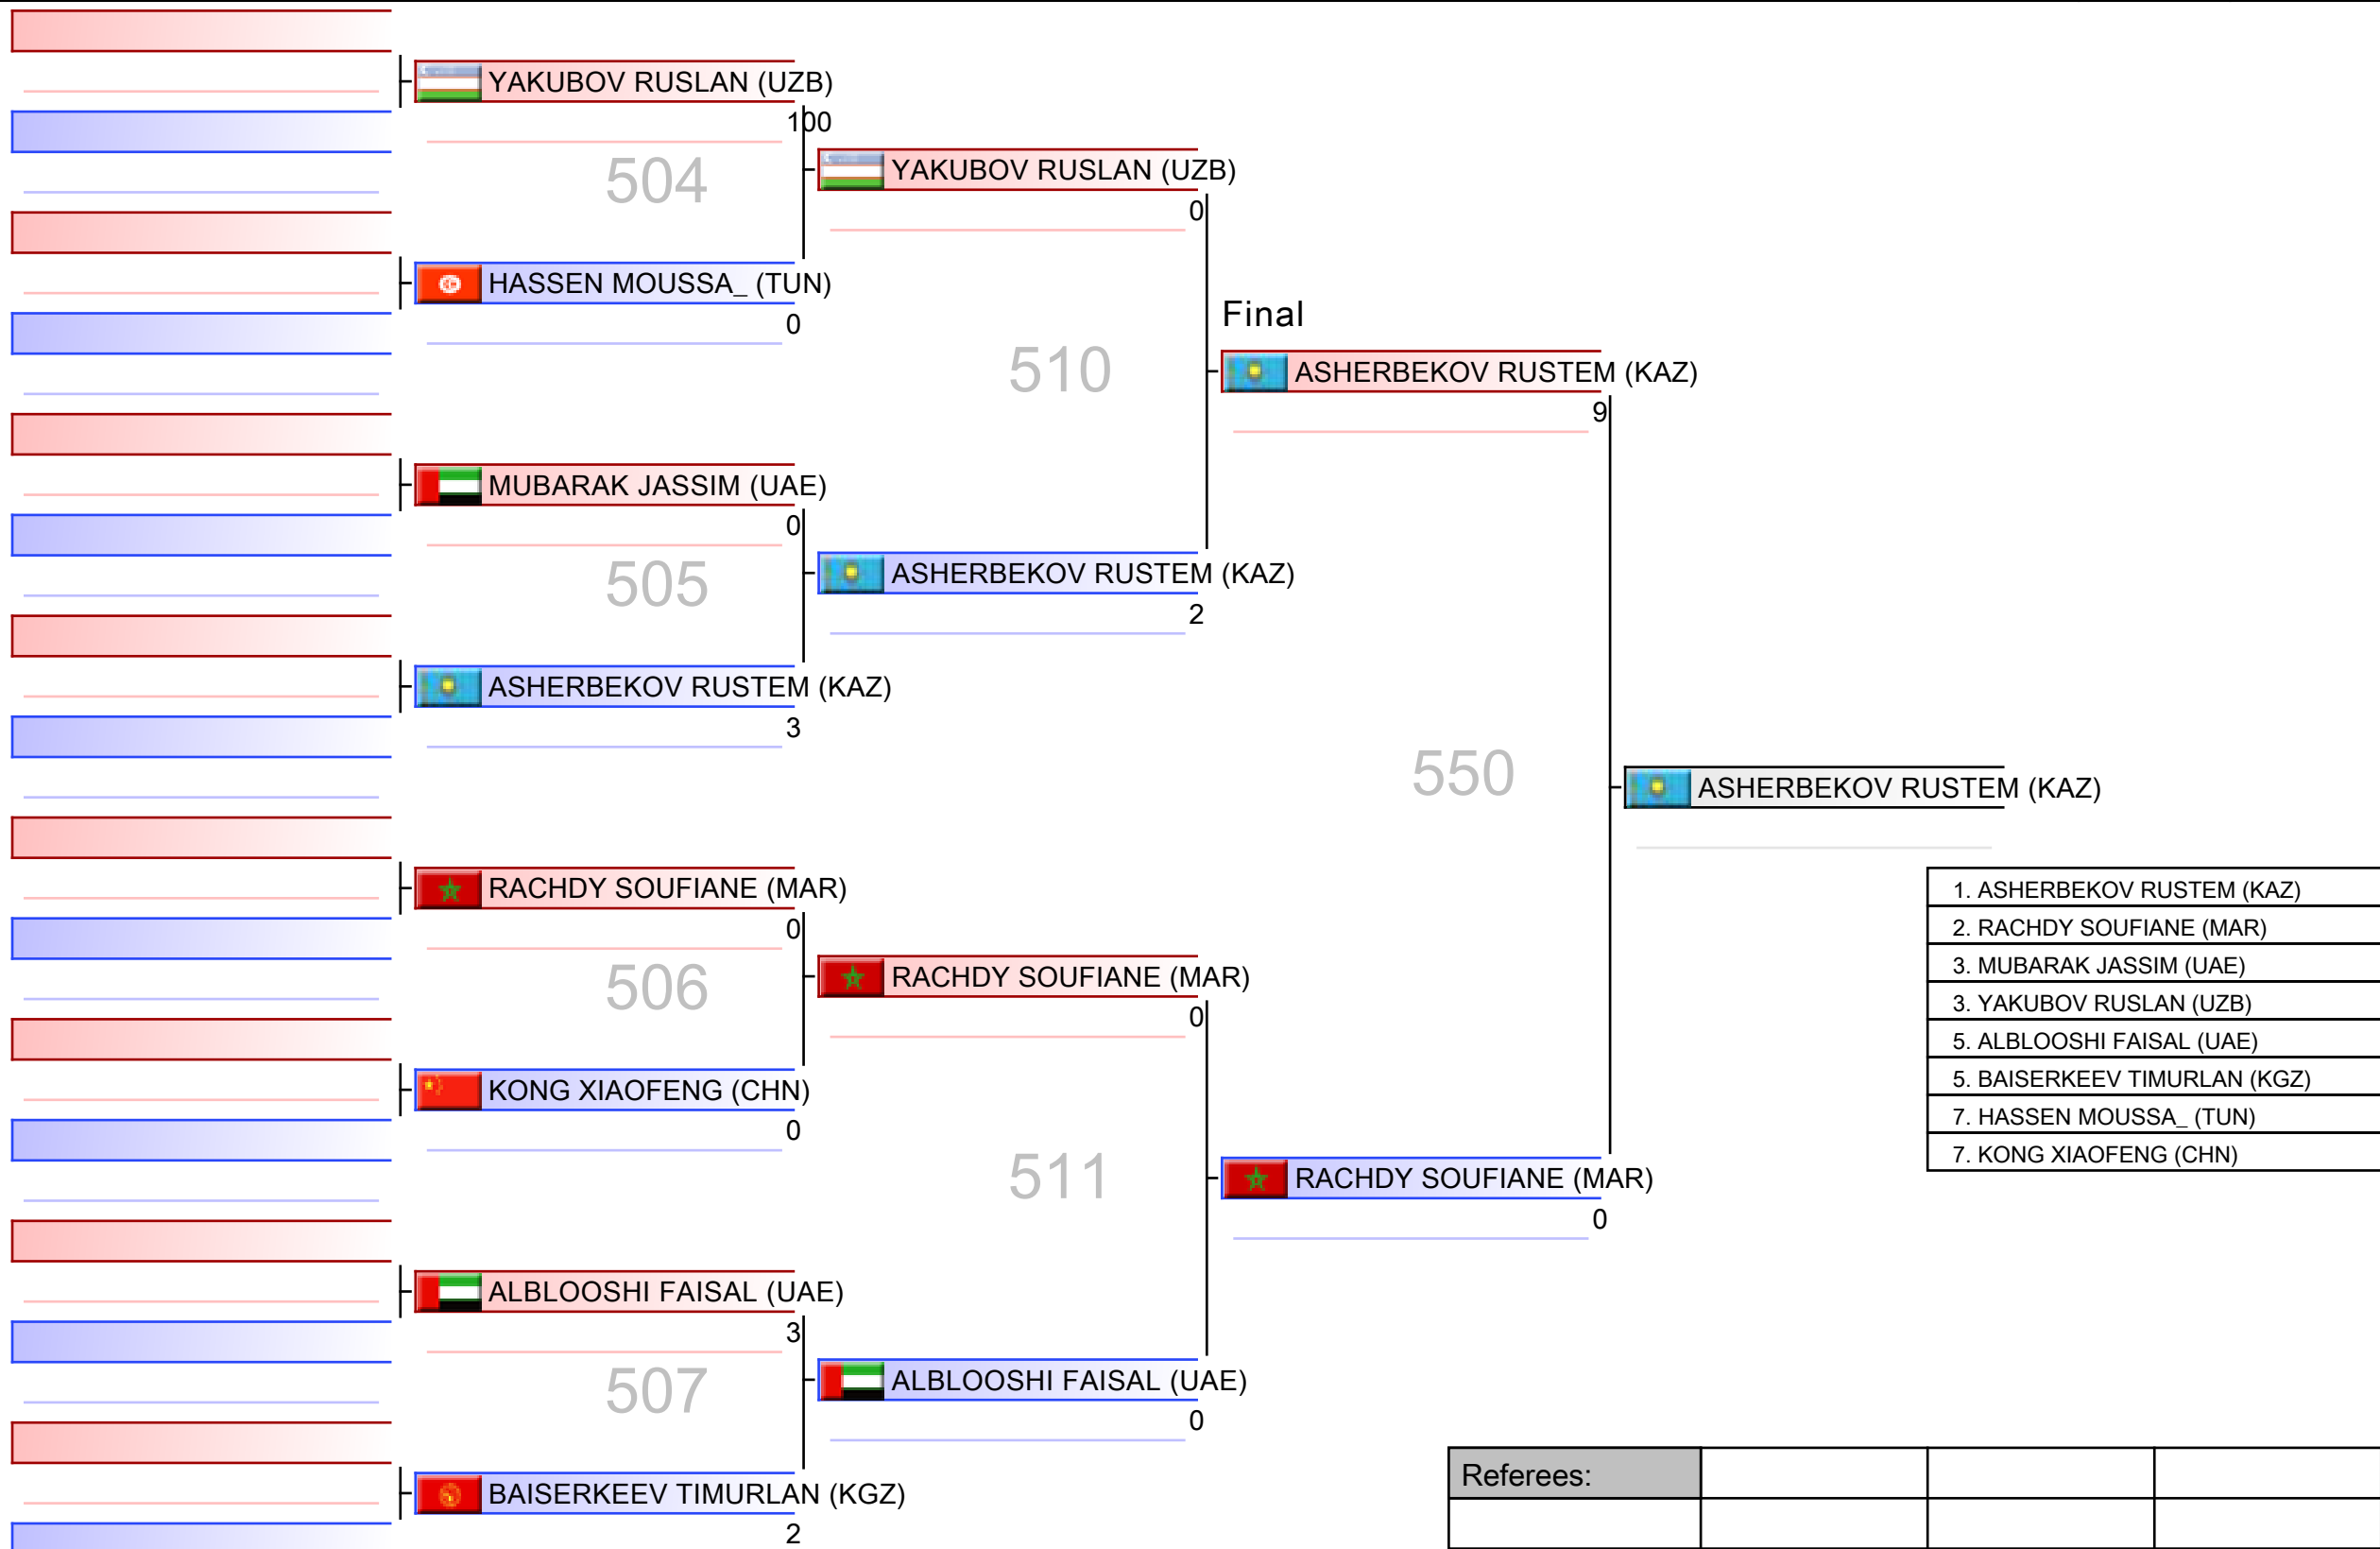 YAKUBOV RUSLAN (UZB)
100
504
HASSEN MOUSSA_ (TUN)
0
MUBARAK JASSIM (UAE)
0
505
ASHERBEKOV RUSTEM (KAZ)
3
RACHDY SOUFIANE (MAR)
0
506
KONG XIAOFENG (CHN)
0
ALBLOOSHI FAISAL (UAE)
3
507
BAISERKEEV TIMURLAN (KGZ)
2
YAKUBOV RUSLAN (UZB)
0
510
ASHERBEKOV RUSTEM (KAZ)
2
RACHDY SOUFIANE (MAR)
0
511
ALBLOOSHI FAISAL (UAE)
0
Final
ASHERBEKOV RUSTEM (KAZ)
9
550
RACHDY SOUFIANE (MAR)
0
ASHERBEKOV RUSTEM (KAZ)
1. ASHERBEKOV RUSTEM (KAZ)
2. RACHDY SOUFIANE (MAR)
3. MUBARAK JASSIM (UAE)
3. YAKUBOV RUSLAN (UZB)
5. ALBLOOSHI FAISAL (UAE)
5. BAISERKEEV TIMURLAN (KGZ)
7. HASSEN MOUSSA_ (TUN)
7. KONG XIAOFENG (CHN)
Referees: